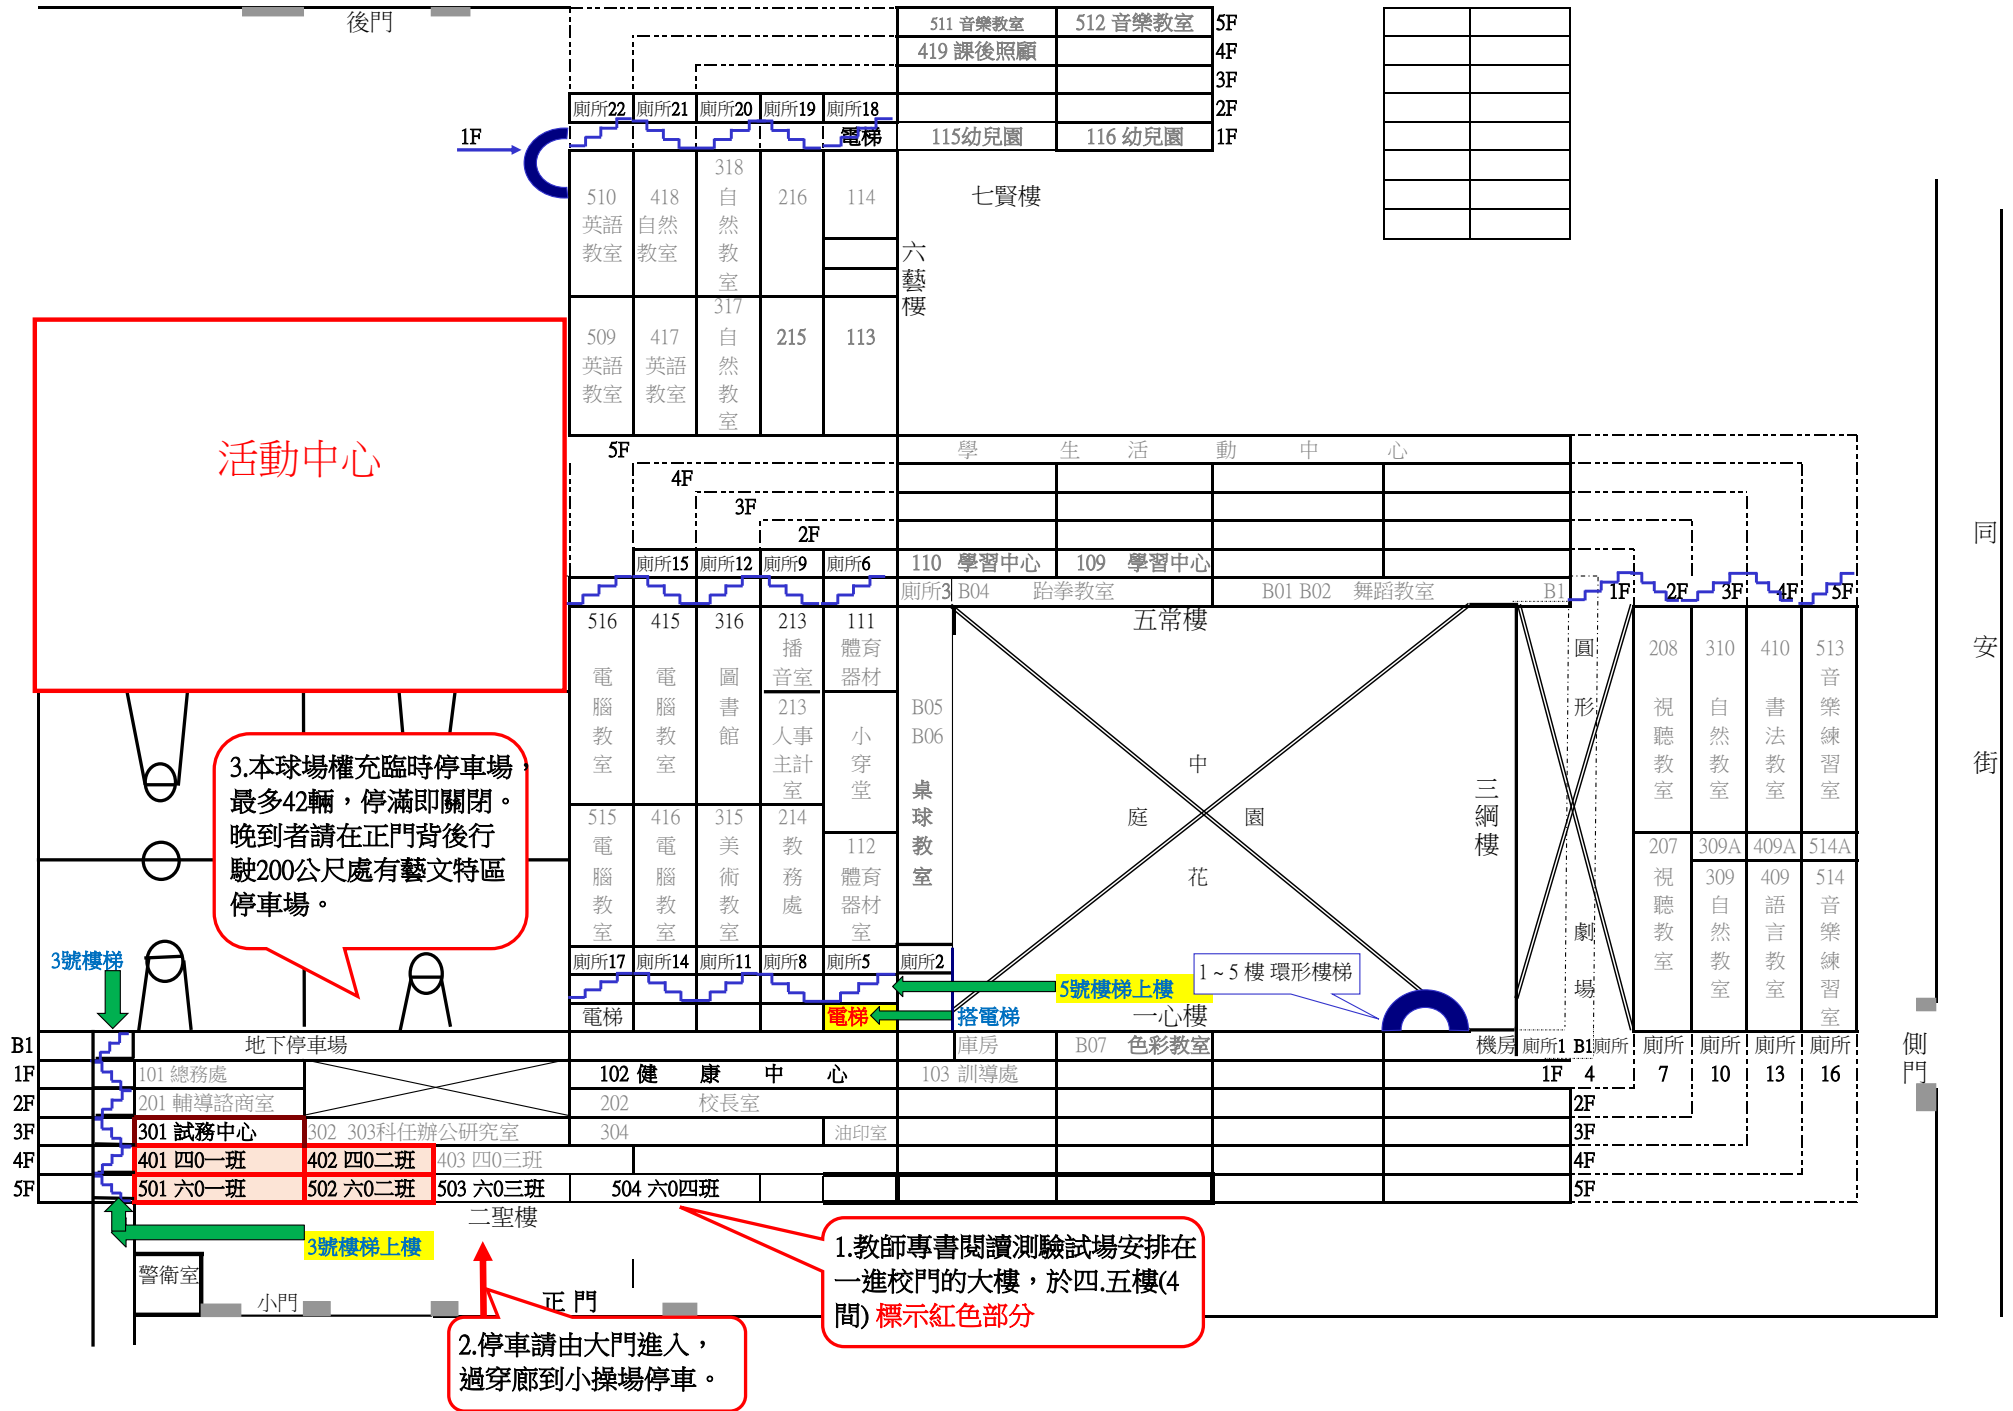 後門
511 音樂教室
512 音樂教室
5F
419 課後照顧
4F
3F
廁所22
廁所21
廁所20
廁所19
廁所18
2F
1F
電梯
115幼兒園
116 幼兒園
1F
510
英語
教室
418
自然
教室
318
自
然
教
室
216
114
七賢樓
六
藝
樓
509
英語
教室
417
英語
教室
317
自
然
教
室
215
113
活動中心
5F
學 生 活 動 中 心
4F
3F
2F
廁所15
廁所12
廁所9
廁所6
110 學習中心
109 學習中心
廁所3
B04 跆拳教室
B01 B02 舞蹈教室
B1
1F
2F
3F
4F
5F
516
電
腦
教
室
415
電
腦
教
室
316
圖
書
館
213
播
音室
213
人事
主計
室
111
體育
器材
小
穿
堂
B05
B06
桌
球
教
室
五常樓
中
庭
園
花
三
綱
樓
圓
形
劇
場
208
視
聽
教
室
310
自
然
教
室
410
書
法
教
室
513
音
樂
練
習
室
同
安
街
515
電
腦
教
室
416
電
腦
教
室
315
美
術
教
室
214
教
務
處
112
體育
器材
室
207
視
聽
教
室
309A
309
自
然
教
室
409A
409
語
言
教
室
514A
514
音
樂
練
習
室
3.本球場權充臨時停車場，
最多42輛，停滿即關閉。
晚到者請在正門背後行
駛200公尺處有藝文特區
停車場。
3號樓梯
廁所17
廁所14
廁所11
廁所8
廁所5
廁所2
1 ~ 5 樓 環形樓梯
5號樓梯上樓
電梯
電梯
搭電梯
一心樓
B1
地下停車場
庫房
B07 色彩教室
機房
廁所1
B1廁所
廁所
廁所
廁所
廁所
側
門
1F
101 總務處
102 健 康 中 心
103 訓導處
1F
4
7
10
13
16
2F
201 輔導諮商室
202 校長室
2F
3F
301 試務中心
302 303科任辦公研究室
304
油印室
3F
4F
401 四0一班
402 四0二班
403 四0三班
4F
5F
501 六0一班
502 六0二班
503 六0三班
504 六0四班
5F
二聖樓
3號樓梯上樓
警衛室
小門
正 門
1.教師專書閱讀測驗試場安排在
一進校門的大樓，於四.五樓(4
間) 標示紅色部分
2.停車請由大門進入，
過穿廊到小操場停車。